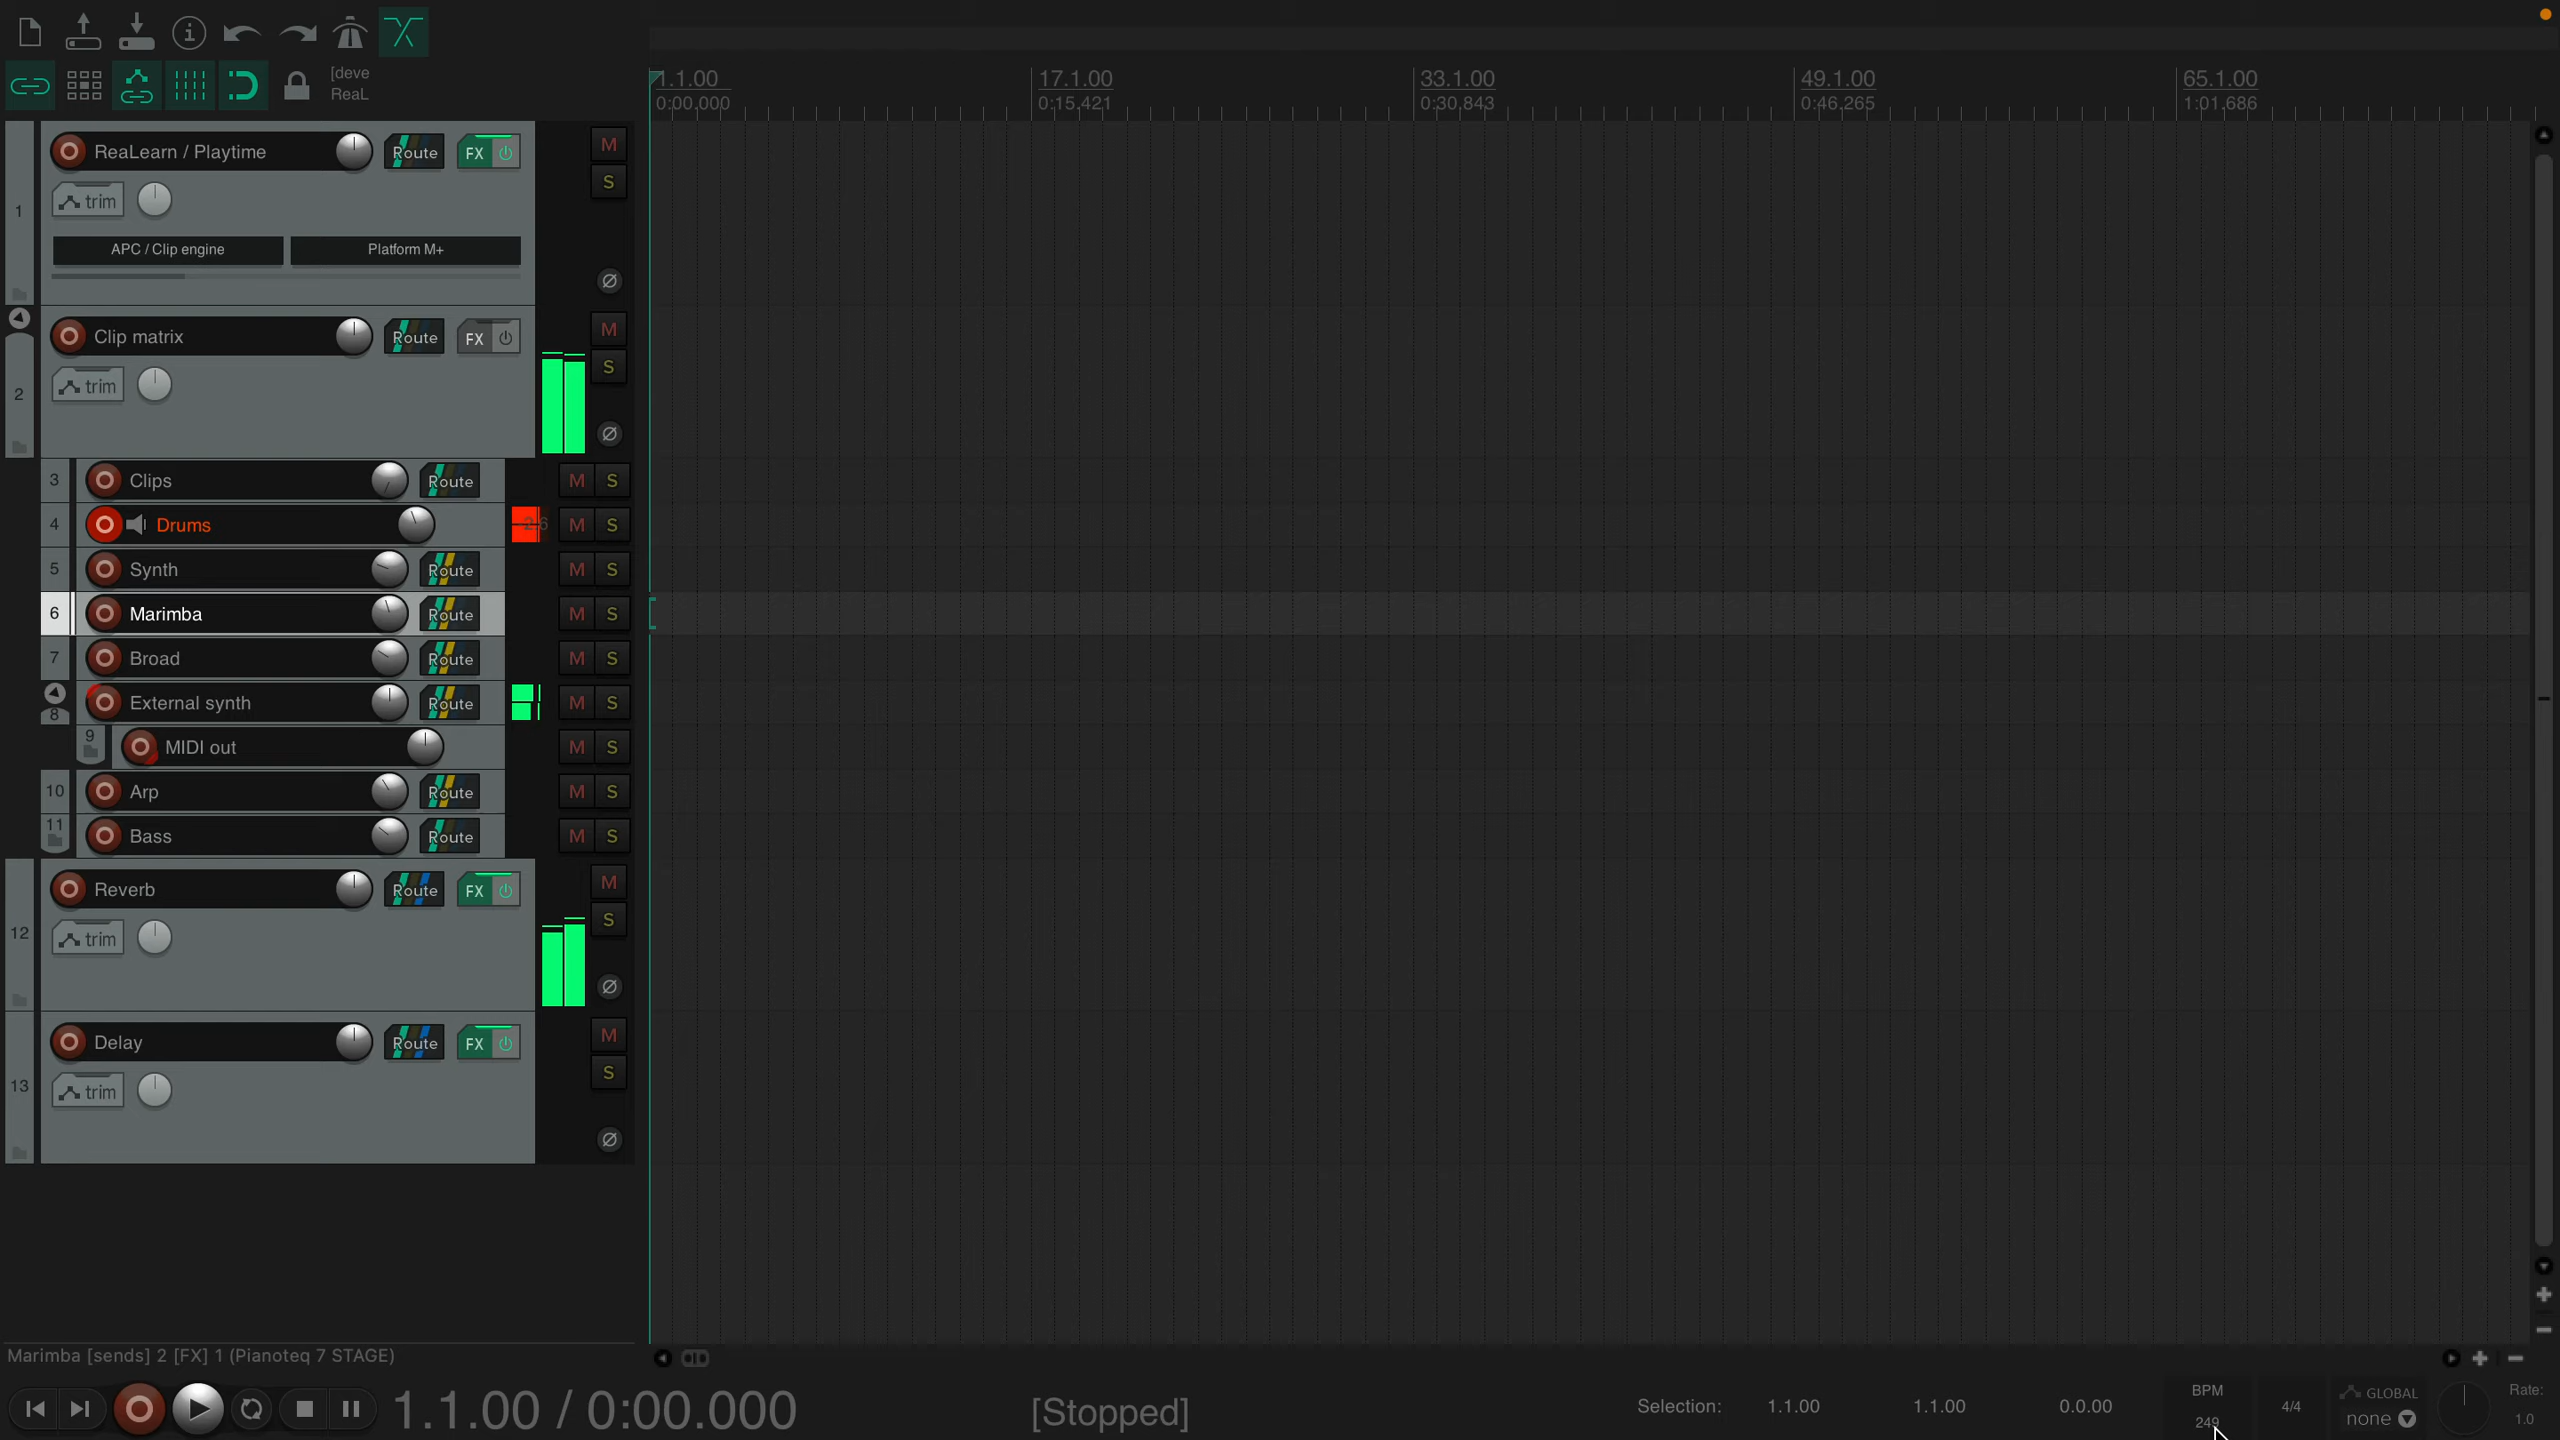 [deve
ReaL
1.1.00 17.1.00 33.1.00 49.1.00 65.1.00
0:00,000 0:15,421 0:30,843 0:46,265 1:01,686
1 ReaLearn / Playtime Route FX M
trim S
APC / Clip engine Platform M+
2 Clip matrix Route FX M
trim S
3 Clips Route M S
4 Drums M S
5 Synth Route M S
6 Marimba Route M S
7 Broad Route M S
8 External synth Route M S
9 MIDI out M S
10 Arp Route M S
11 Bass Route M S
12 Reverb Route FX M
trim S
13 Delay Route FX M
trim S
Marimba [sends] 2 [FX] 1 (Pianoteq 7 STAGE)
1.1.00 / 0:00.000 [Stopped] Selection: 1.1.00 1.1.00 0.0.00
BPM
249
4/4
GLOBAL
none
Rate:
1.0